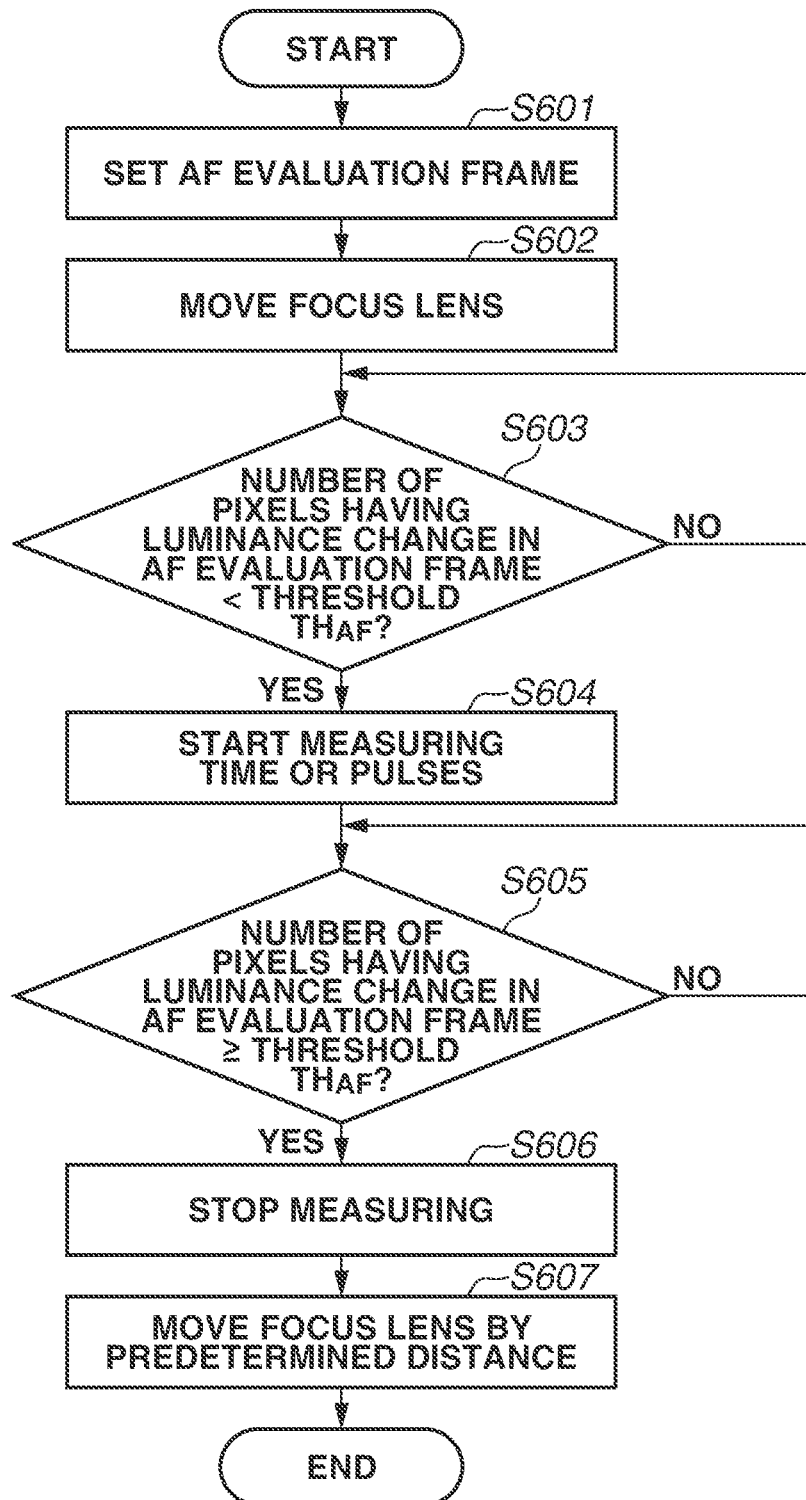 START
S601
SET AF EVALUATION FRAME
S602
MOVE FOCUS LENS
S603
NUMBER OF
PIXELS HAVING
LUMINANCE CHANGE IN
AF EVALUATION FRAME
< THRESHOLD
THAF?
NO
YES
S604
START MEASURING
TIME OR PULSES
S605
NUMBER OF
PIXELS HAVING
LUMINANCE CHANGE IN
AF EVALUATION FRAME
≥ THRESHOLD
THAF?
NO
YES
S606
STOP MEASURING
S607
MOVE FOCUS LENS BY
PREDETERMINED DISTANCE
END